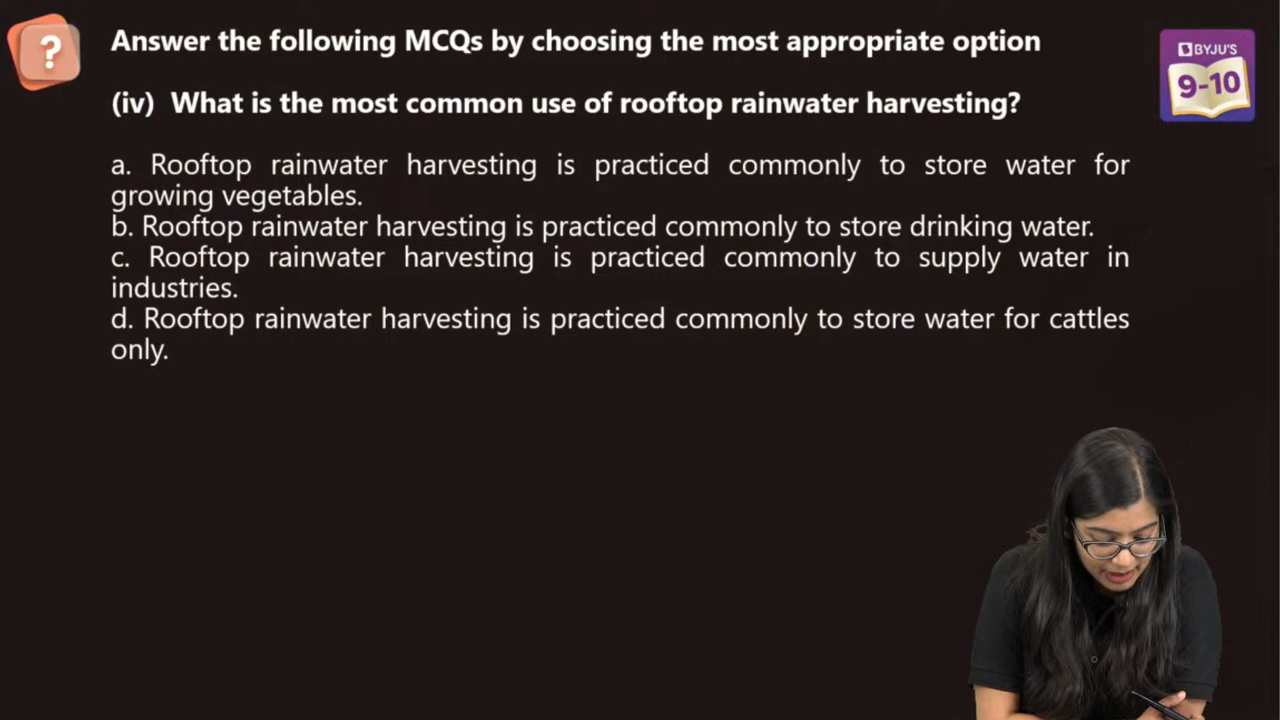 ?
Answer the following MCQs by choosing the most appropriate option
BYJU'S
9-10
(iv) What is the most common use of rooftop rainwater harvesting?
a. Rooftop rainwater harvesting is practiced commonly to store water for
growing vegetables.
b. Rooftop rainwater harvesting is practiced commonly to store drinking water.
c. Rooftop rainwater harvesting is practiced commonly to supply water in
industries.
d. Rooftop rainwater harvesting is practiced commonly to store water for cattles
only.